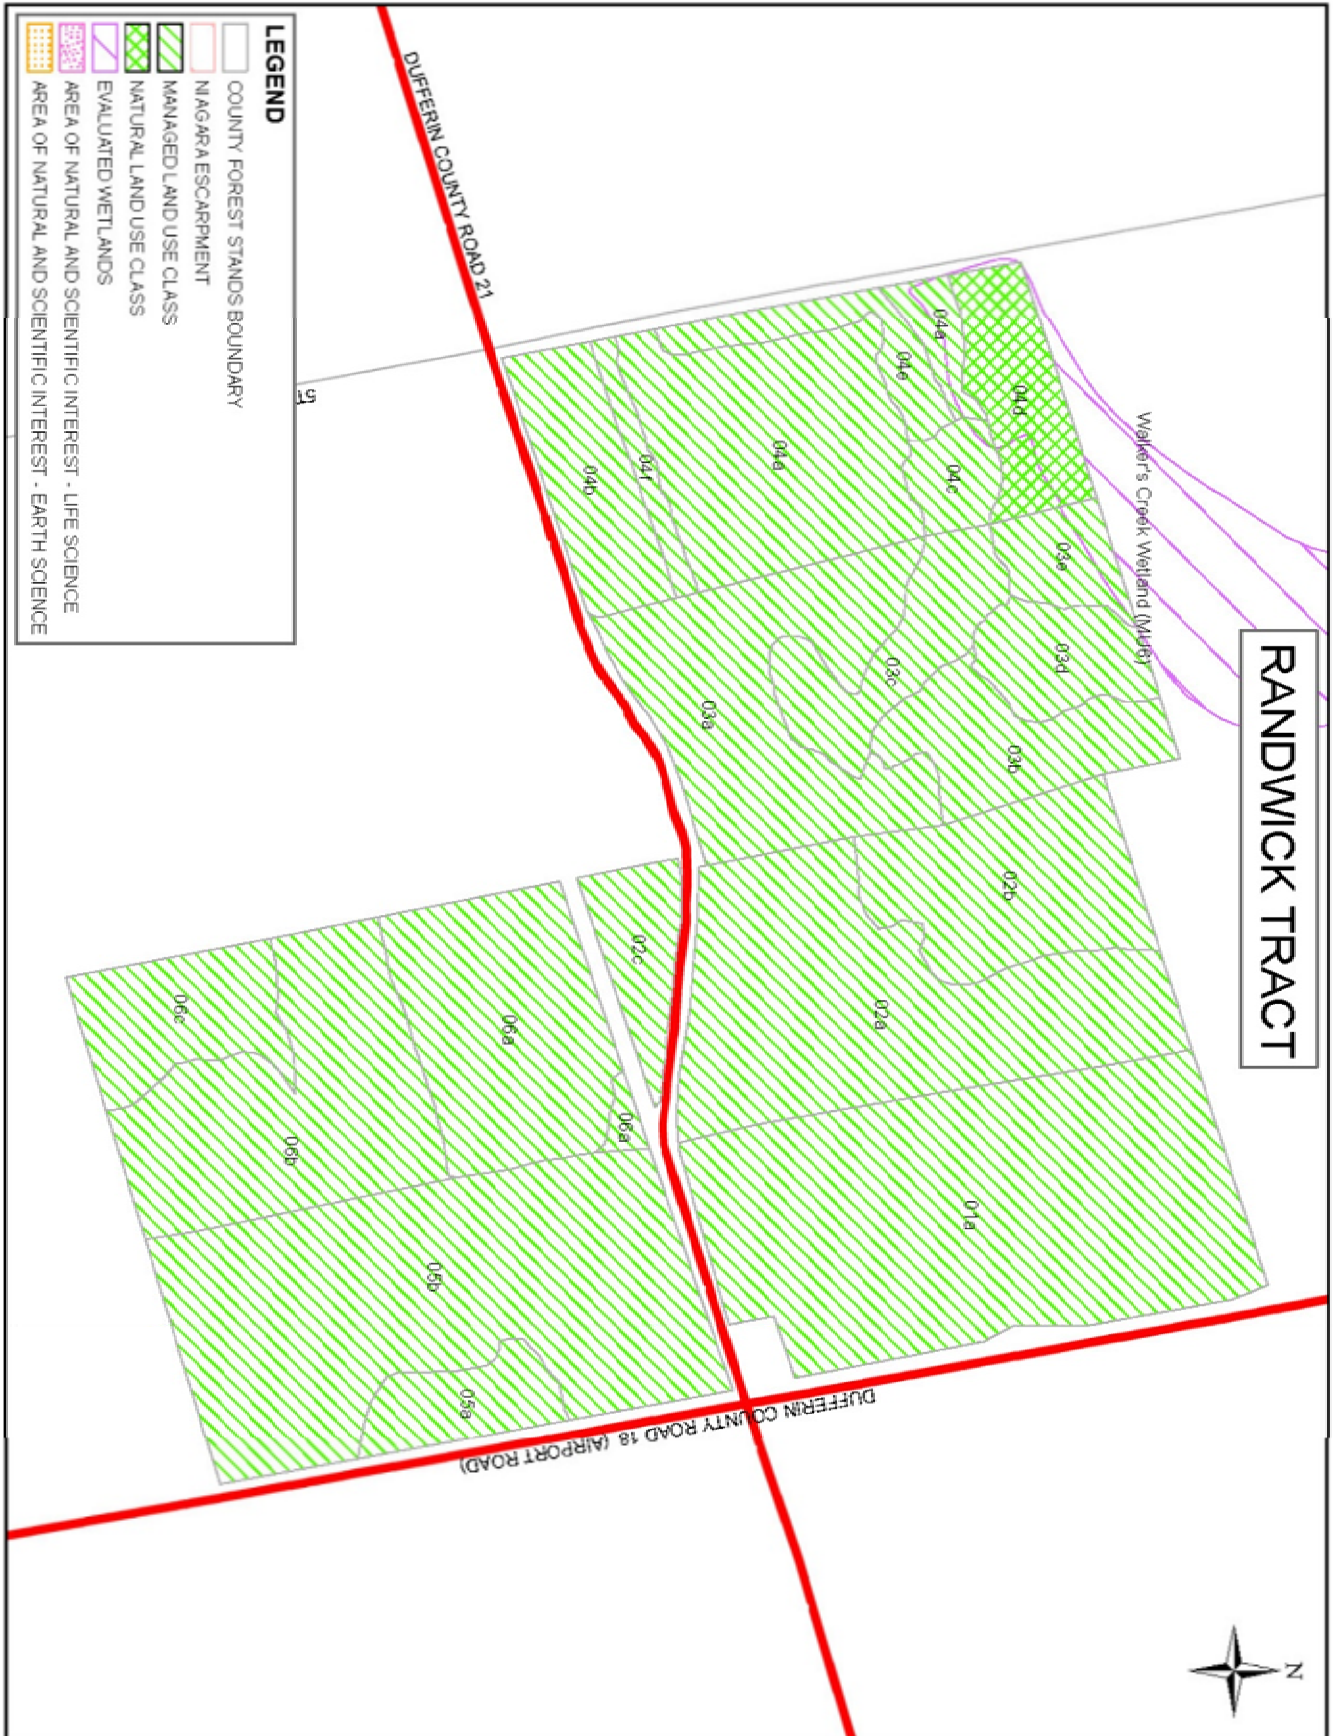 RANDWICK TRACT
N
Walker's Creek Wetland (MU6)
04d
04a
04e
04c
04a
04f
04b
03e
03d
03c
03b
03a
02b
02a
02c
01a
06a
06a
06c
06b
05b
05a
15
DUFFERIN COUNTY ROAD 21
DUFFERIN COUNTY ROAD 18 (AIRPORT ROAD)
LEGEND
COUNTY FOREST STANDS BOUNDARY
NIAGARA ESCARPMENT
MANAGED LAND USE CLASS
NATURAL LAND USE CLASS
EVALUATED WETLANDS
AREA OF NATURAL AND SCIENTIFIC INTEREST - LIFE SCIENCE
AREA OF NATURAL AND SCIENTIFIC INTEREST - EARTH SCIENCE